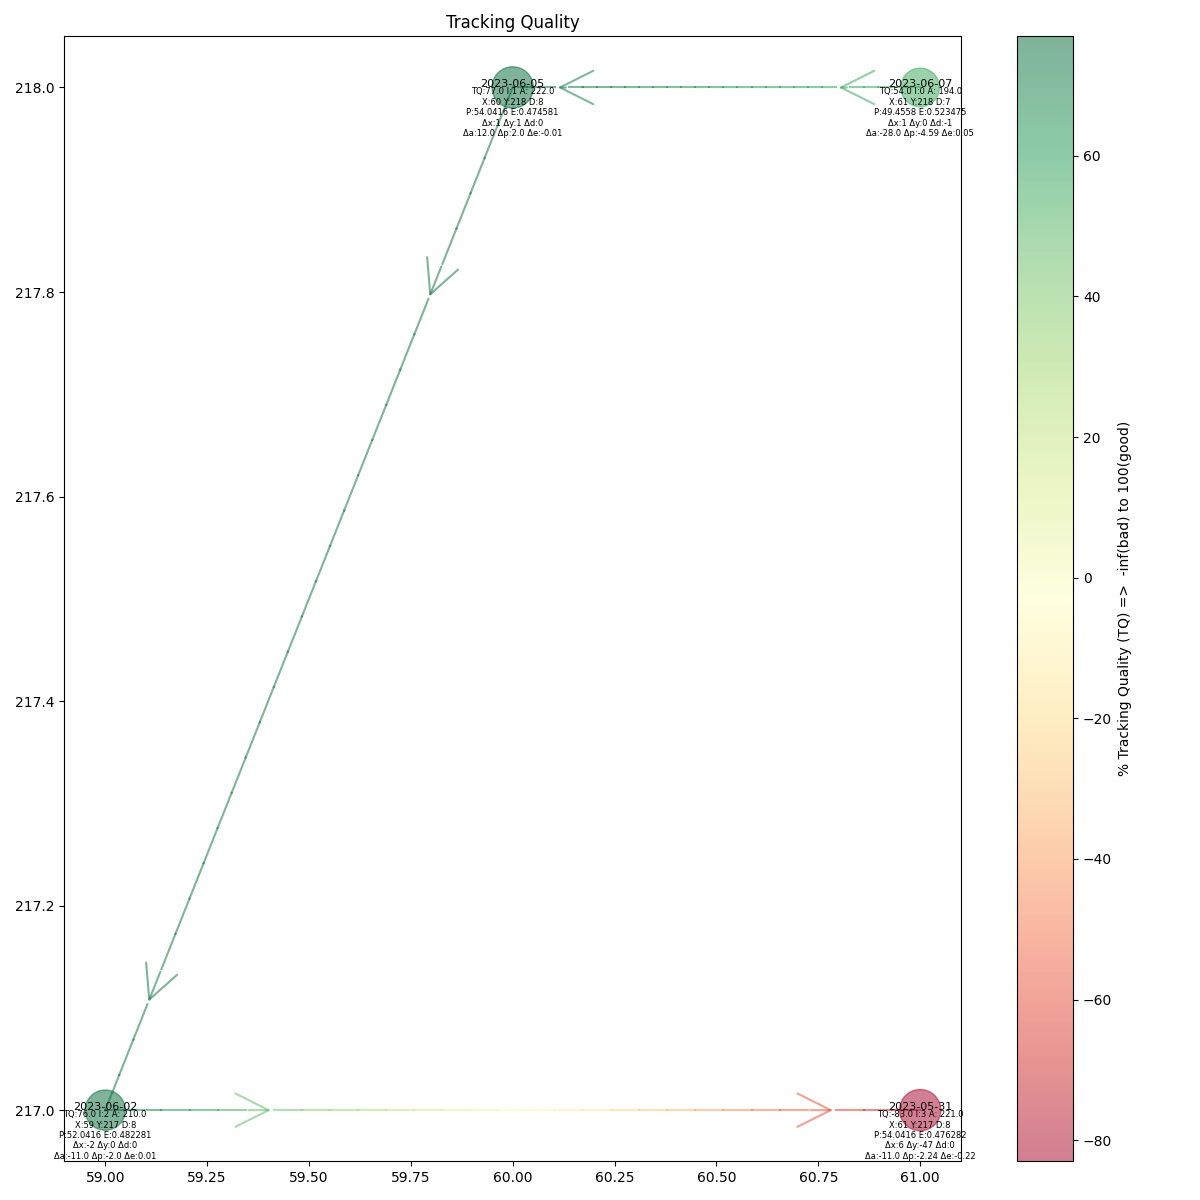 Tracking Quality
218.0
217.8
217.6
217.4
217.2
217.0
2023-06-05
TQ:77.0 I:1 A: 222.0
X:60 Y:218 D:8
P:54.0416 E:0.474581
Δx:1 Δy:1 Δd:0
Δa:12.0 Δp:2.0 Δe:-0.01
2023-06-07
TQ:54.0 I:0 A: 194.0
X:61 Y:218 D:7
P:49.4558 E:0.523475
Δx:1 Δy:0 Δd:-1
Δa:-28.0 Δp:-4.59 Δe:0.05
2023-06-02
TQ:76.0 I:2 A: 210.0
X:59 Y:217 D:8
P:52.0416 E:0.482281
Δx:-2 Δy:0 Δd:0
Δa:-11.0 Δp:-2.0 Δe:0.01
2023-05-31
TQ:-83.0 I:3 A: 221.0
X:61 Y:217 D:8
P:54.0416 E:0.476282
Δx:6 Δy:-47 Δd:0
Δa:-11.0 Δp:-2.24 Δe:-0.22
59.00
59.25
59.50
59.75
60.00
60.25
60.50
60.75
61.00
60
40
20
0
−20
−40
−60
−80
% Tracking Quality (TQ) => -inf(bad) to 100(good)